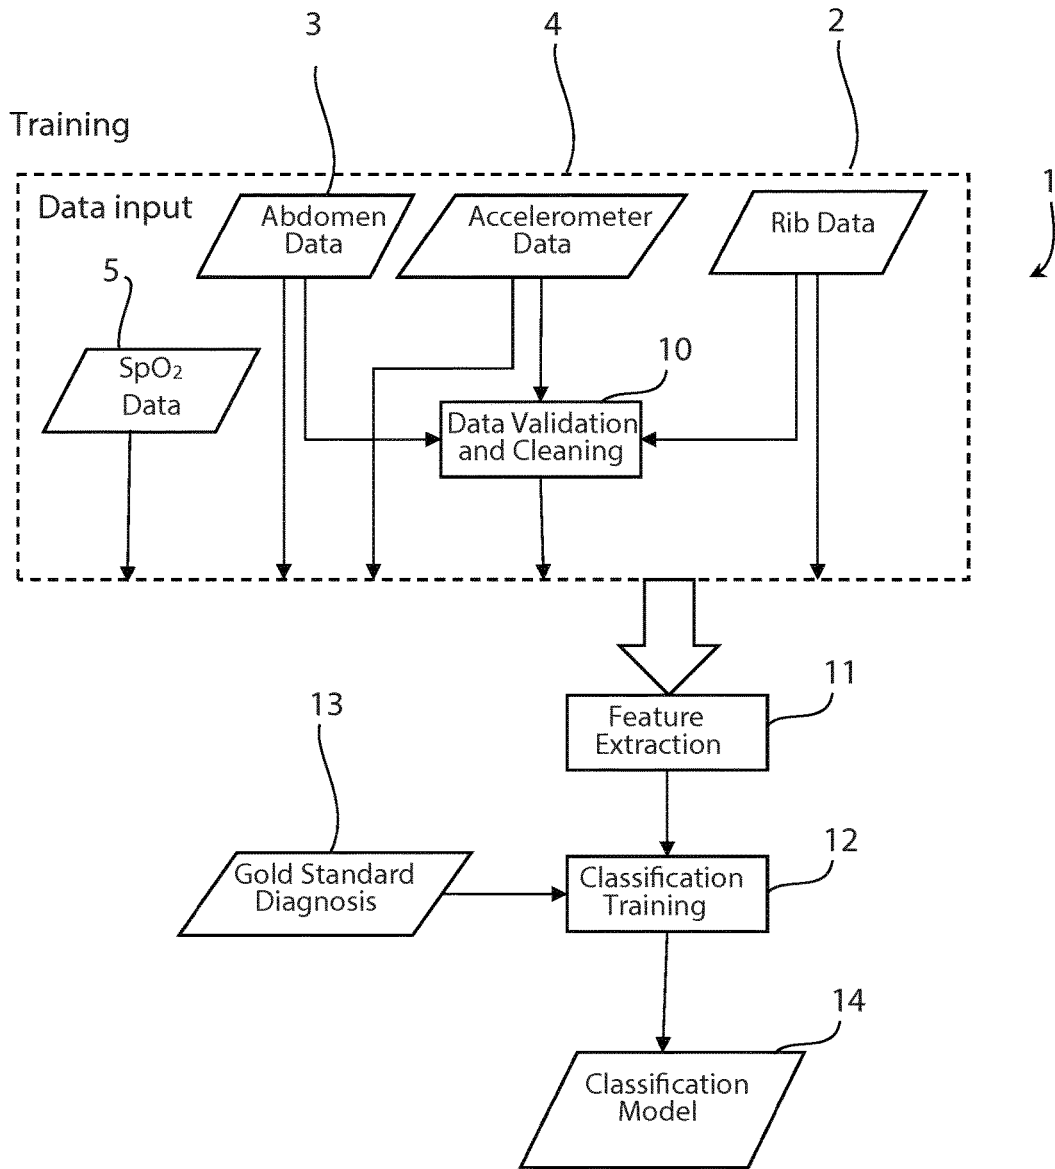 3
4
2
Training
1
Data input
Abdomen
Data
Accelerometer
Data
Rib Data
5
SpO₂
Data
10
Data Validation
and Cleaning
11
Feature
Extraction
13
12
Gold Standard
Diagnosis
Classification
Training
14
Classification
Model